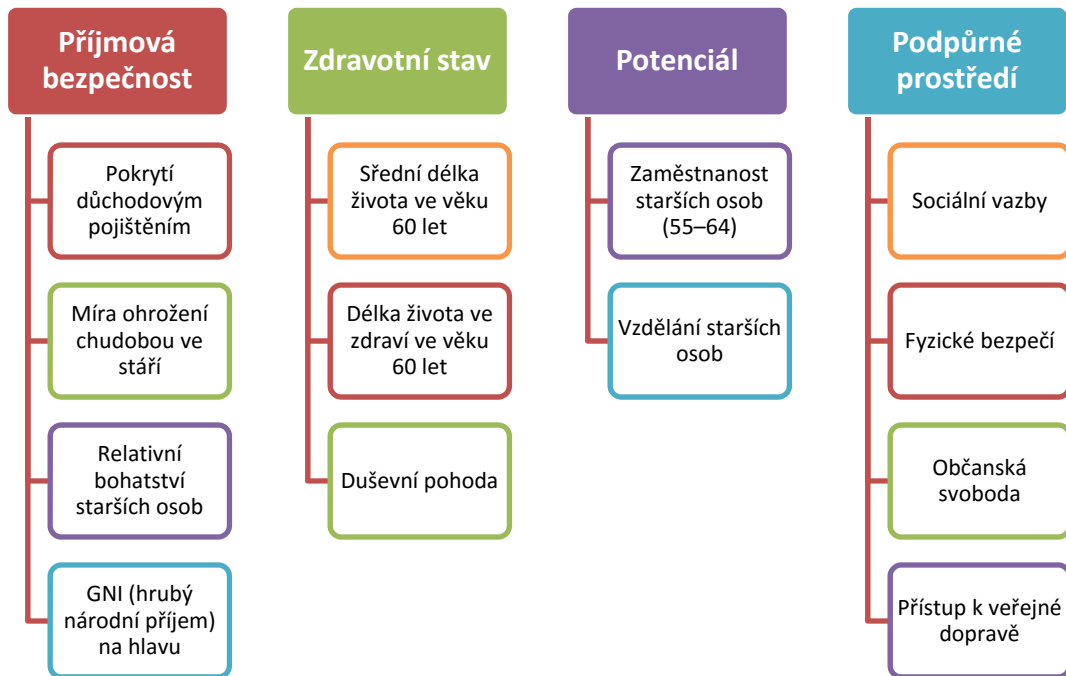 Příjmová
bezpečnost
Pokrytí
důchodovým
pojištěním
Míra ohrožení
chudobou ve
stáří
Relativní
bohatství
starších osob
GNI (hrubý
národní příjem)
na hlavu
Zdravotní stav
Střední délka
života ve věku
60 let
Délka života ve
zdraví ve věku
60 let
Duševní pohoda
Potenciál
Zaměstnanost
starších osob
(55–64)
Vzdělání starších
osob
Podpůrné
prostředí
Sociální vazby
Fyzické bezpečí
Občanská
svoboda
Přístup k veřejné
dopravě